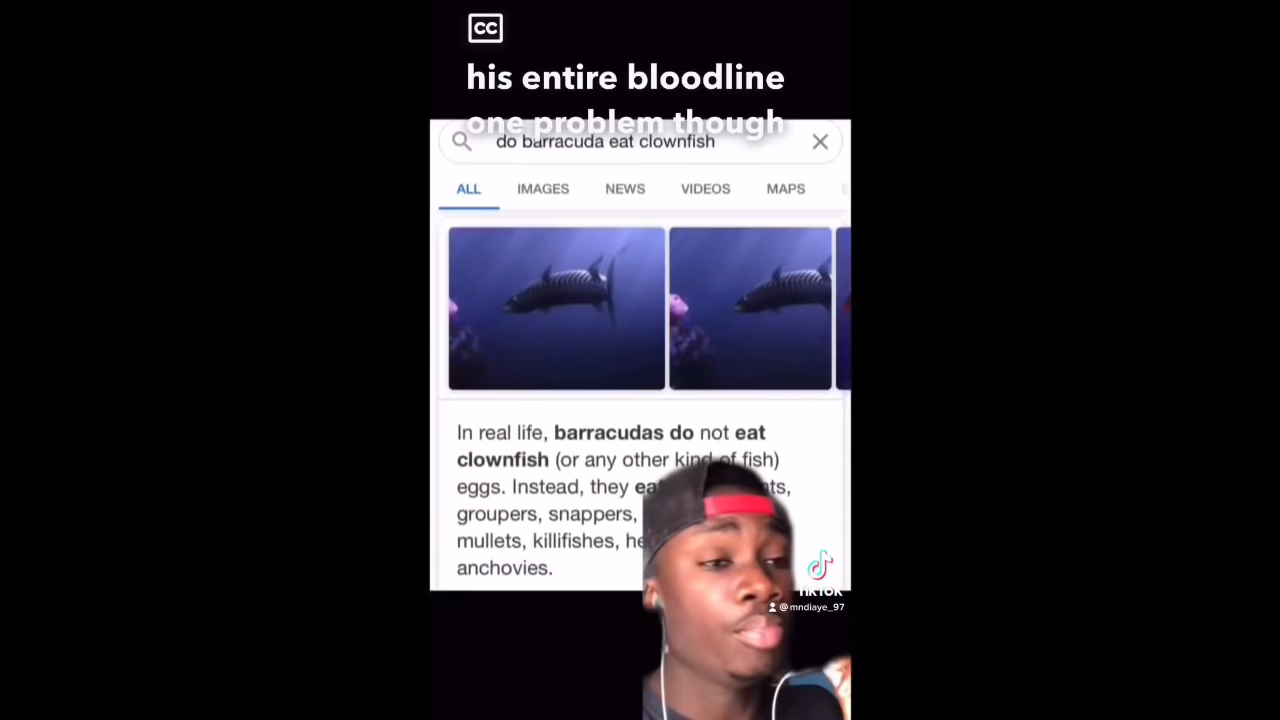 CC
his entire bloodline
one problem though
do barracuda eat clownfish
ALL IMAGES NEWS VIDEOS MAPS
In real life, barracudas do not eat
clownfish (or any other kind of fish)
eggs. Instead, they
groupers, snappers,
mullets, killifishes,
anchovies.
TikTok
@mndiaye_97